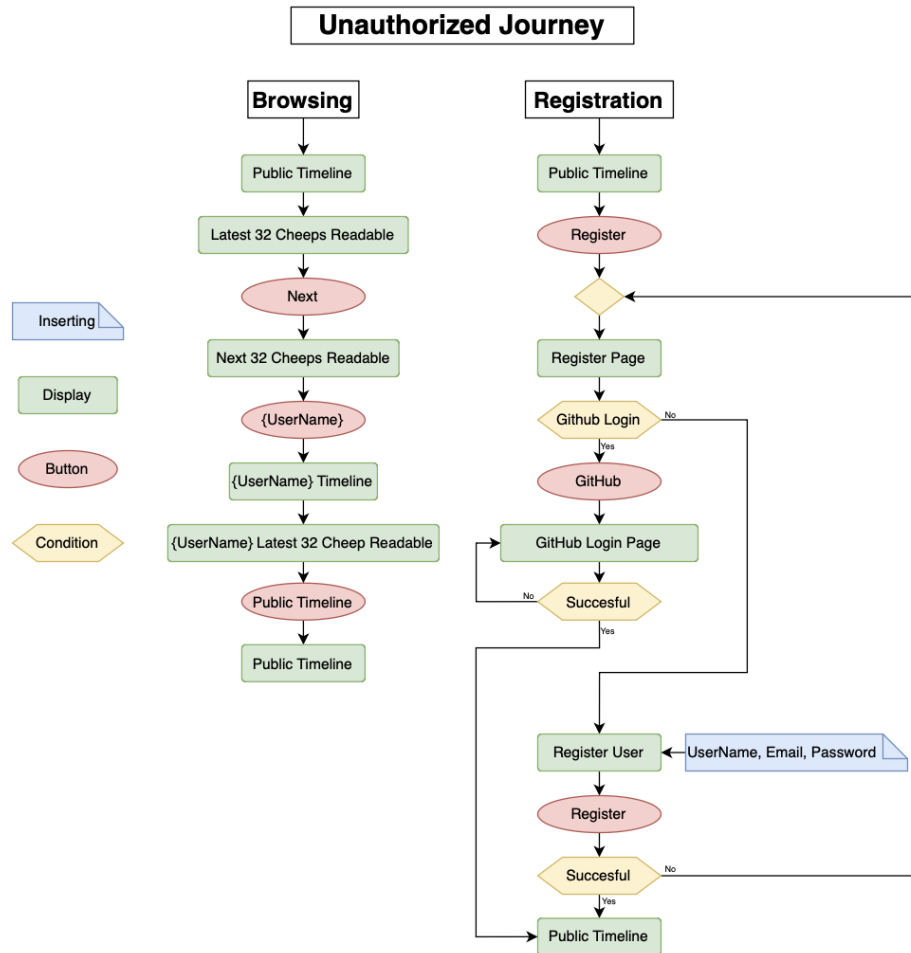 Unauthorized Journey
Browsing
Public Timeline
Latest 32 Cheeps Readable
Next
Next 32 Cheeps Readable
{UserName}
{UserName} Timeline
{UserName} Latest 32 Cheep Readable
Public Timeline
Public Timeline
Inserting
Display
Button
Condition
Registration
Public Timeline
Register
Register Page
Github Login
No
Yes
GitHub
GitHub Login Page
Succesful
No
Yes
Register User
UserName, Email, Password
Register
Succesful
No
Yes
Public Timeline